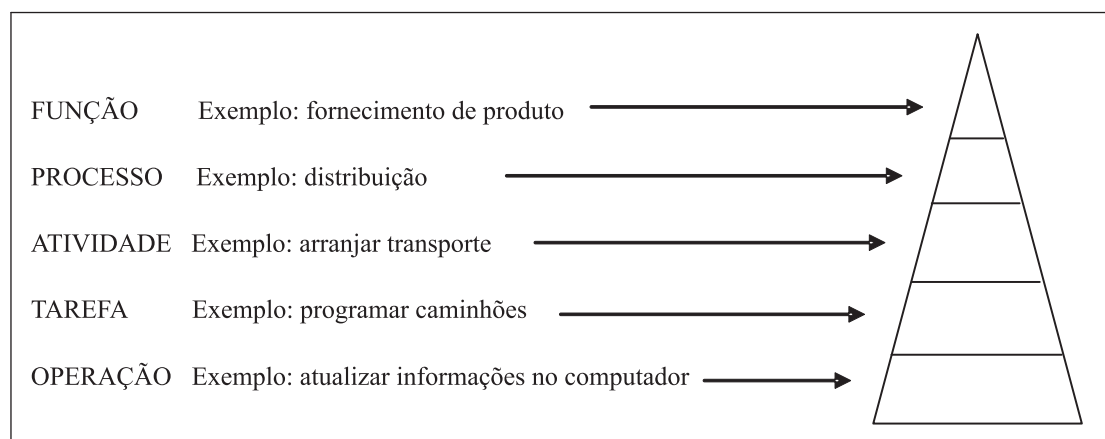 FUNÇÃO Exemplo: fornecimento de produto
PROCESSO Exemplo: distribuição
ATIVIDADE Exemplo: arranjar transporte
TAREFA Exemplo: programar caminhões
OPERAÇÃO Exemplo: atualizar informações no computador